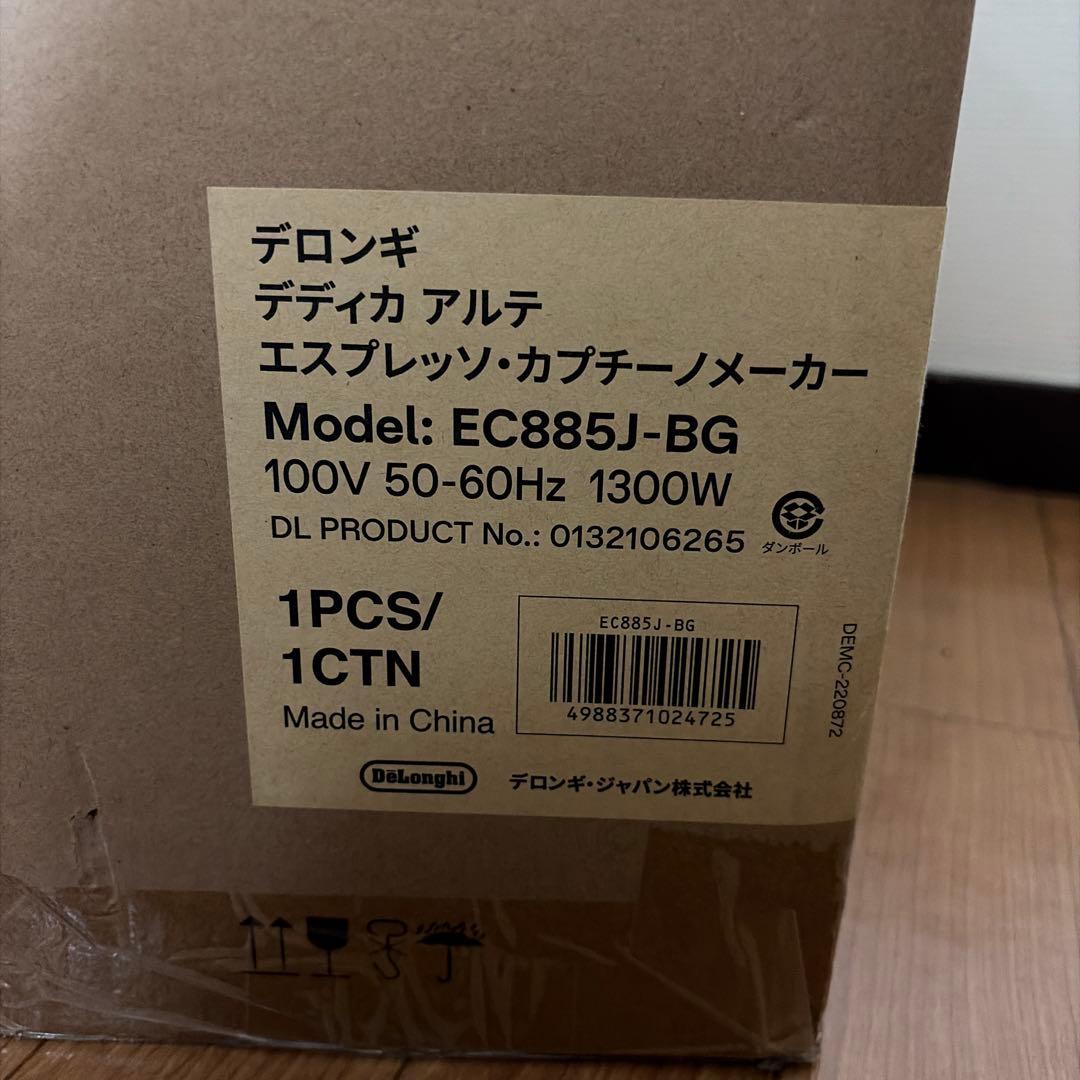 デロンギ
デディカ アルテ
エスプレッソ・カプチーノメーカー
Model: EC885J-BG
100V 50-60Hz 1300W
DL PRODUCT No.: 0132106265
ダンボール
1PCS/
1CTN
Made in China
EC885J-BG
4988371024725
DEMC-220872
DeLonghi
デロンギ・ジャパン株式会社